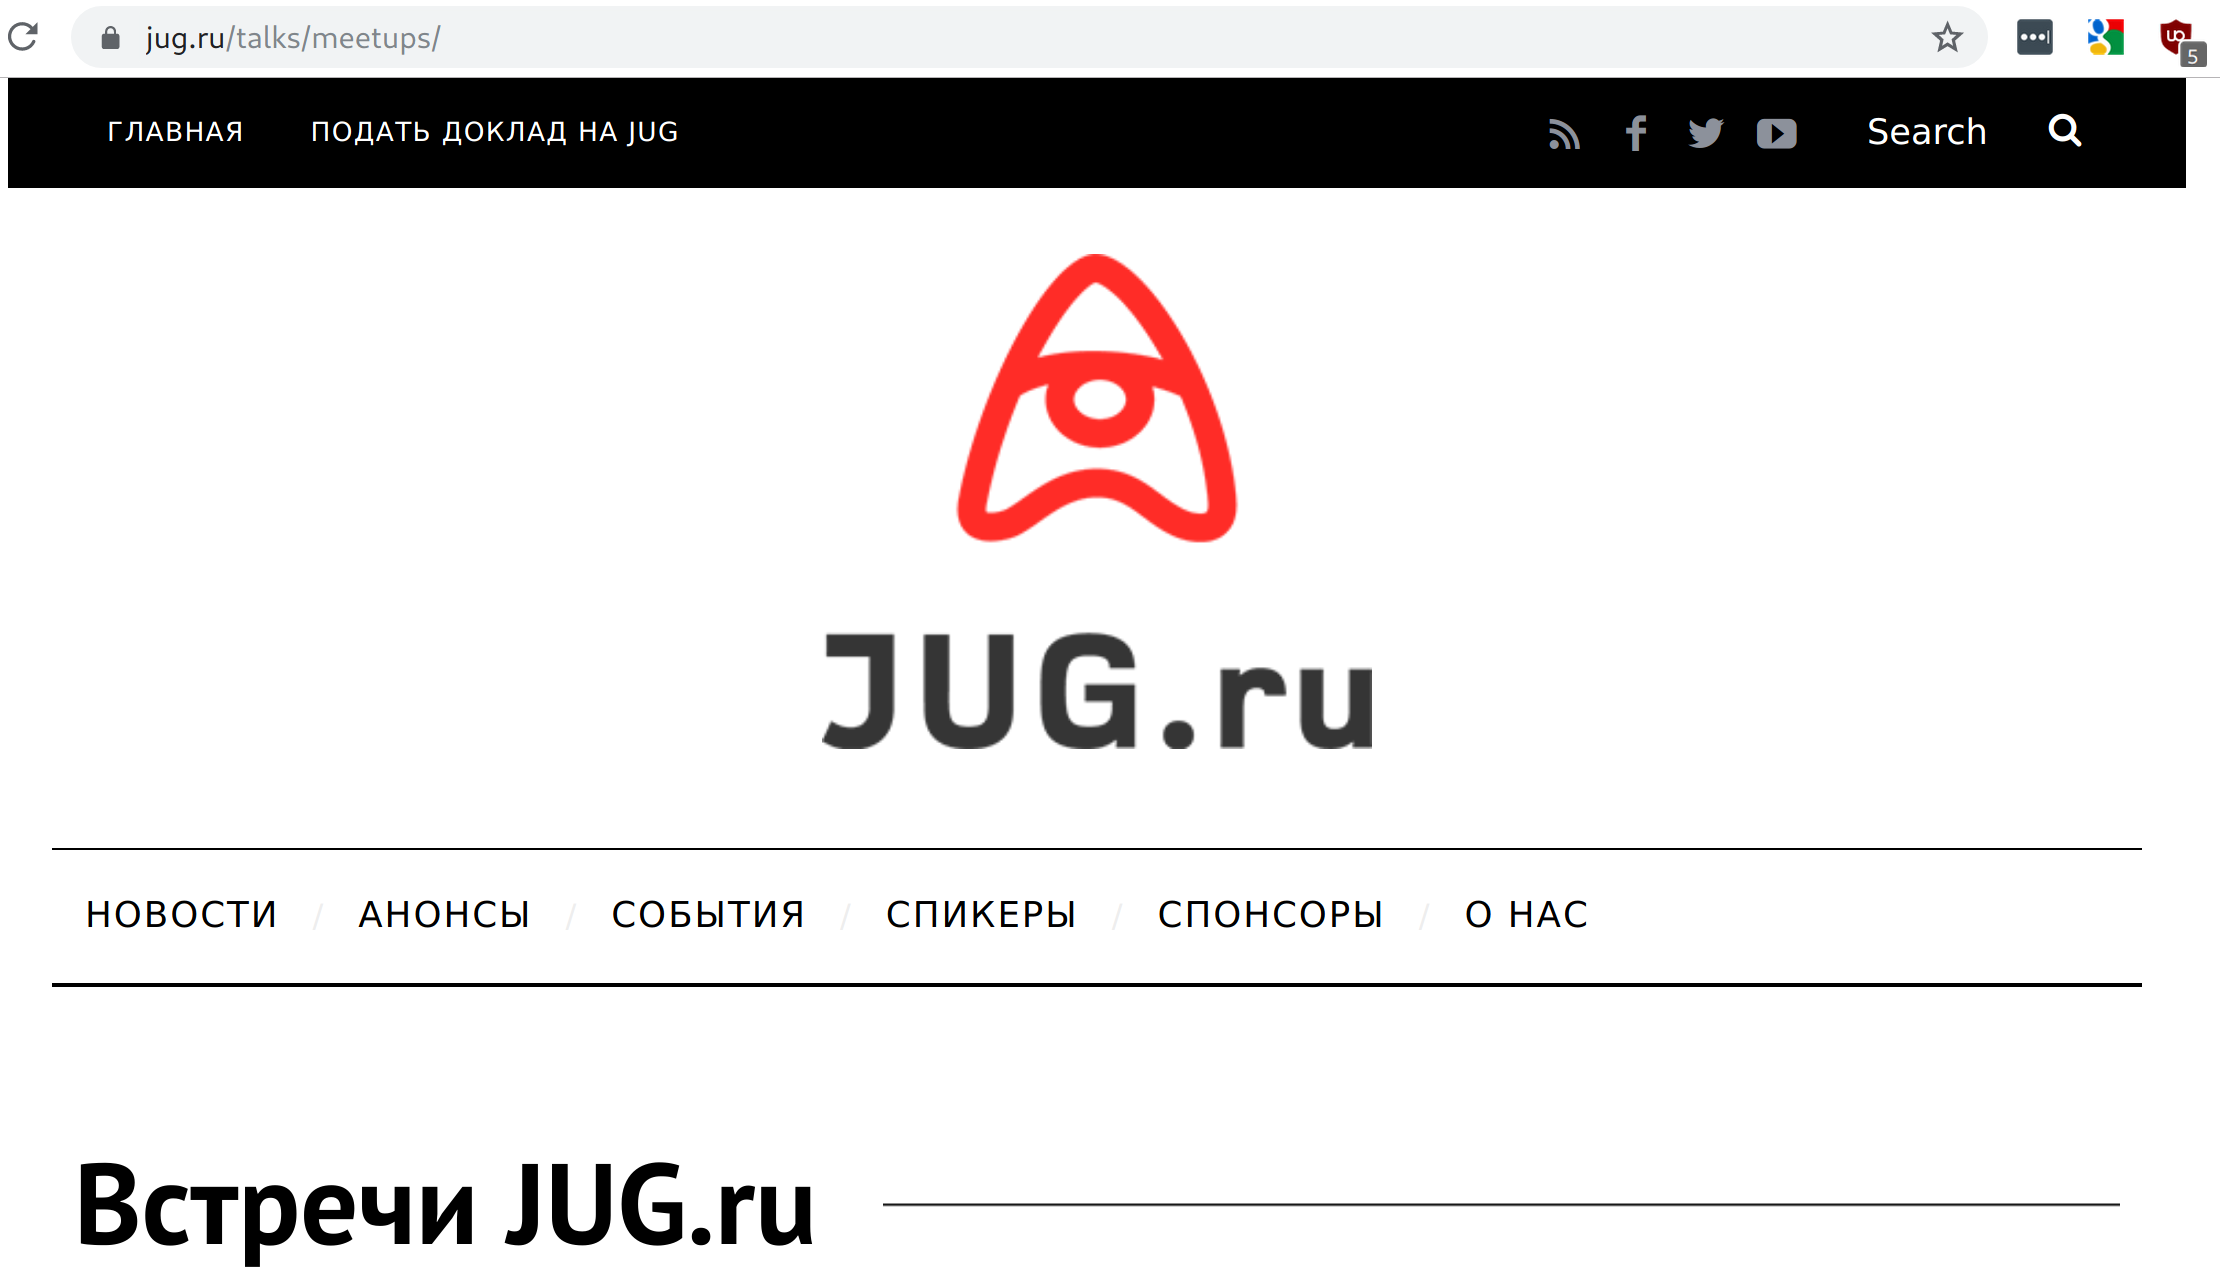 jug.ru/talks/meetups/
5
ГЛАВНАЯ ПОДАТЬ ДОКЛАД НА JUG Search
JUG.ru
НОВОСТИ / АНОНСЫ / СОБЫТИЯ / СПИКЕРЫ / СПОНСОРЫ / О НАС
Встречи JUG.ru